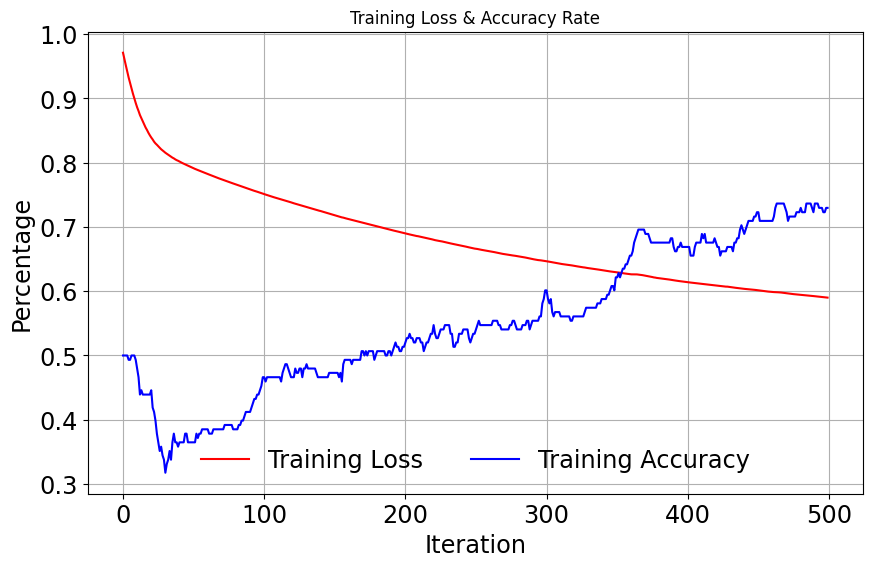 Training Loss & Accuracy Rate
1.0
0.9
0.8
0.7
0.6
0.5
0.4
0.3
Percentage
Training Loss
Training Accuracy
0
100
200
300
400
500
Iteration